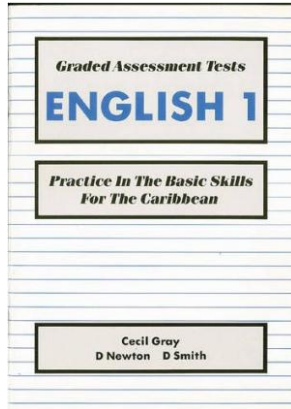 Graded Assessment Tests
ENGLISH 1
Practice In The Basic Skills
For The Caribbean
Cecil Gray
D Newton D Smith